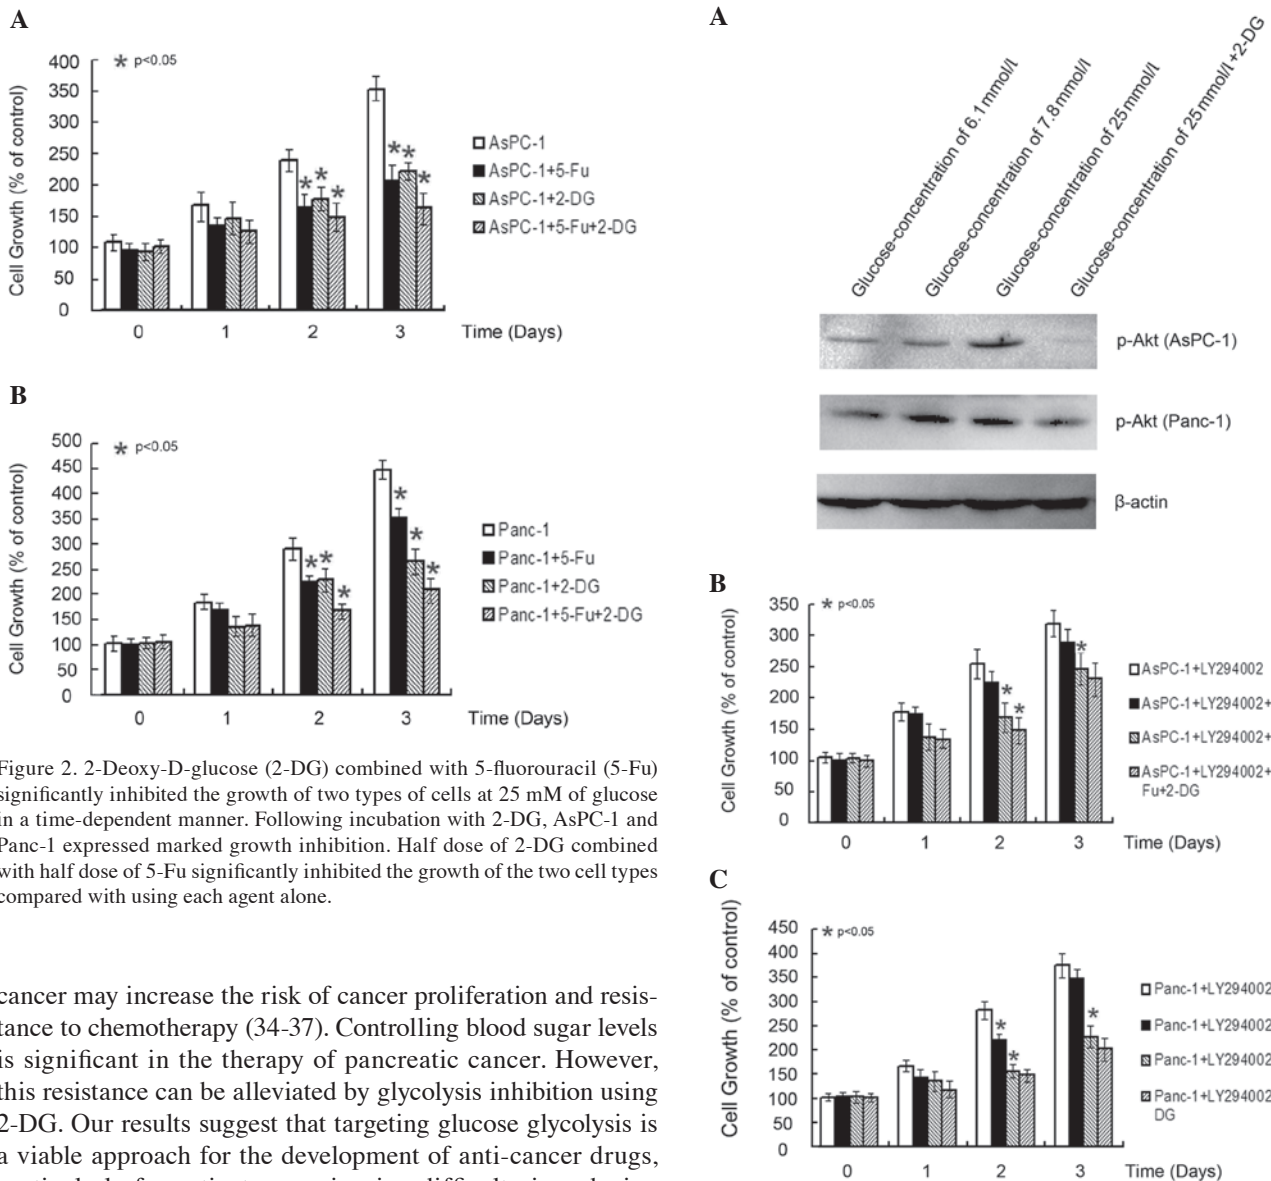 A
400
350
300
250
200
150
100
50
0
* p<0.05
Cell Growth (% of control)
AsPC-1
AsPC-1+5-Fu
AsPC-1+2-DG
AsPC-1+5-Fu+2-DG
0 1 2 3 Time (Days)
B
500
450
400
350
300
250
200
150
100
50
0
* p<0.05
Cell Growth (% of control)
Panc-1
Panc-1+5-Fu
Panc-1+2-DG
Panc-1+5-Fu+2-DG
0 1 2 3 Time (Days)
Figure 2. 2-Deoxy-D-glucose (2-DG) combined with 5-fluorouracil (5-Fu)
significantly inhibited the growth of two types of cells at 25 mM of glucose
in a time-dependent manner. Following incubation with 2-DG, AsPC-1 and
Panc-1 expressed marked growth inhibition. Half dose of 2-DG combined
with half dose of 5-Fu significantly inhibited the growth of the two cell types
compared with using each agent alone.
cancer may increase the risk of cancer proliferation and resis-
tance to chemotherapy (34-37). Controlling blood sugar levels
is significant in the therapy of pancreatic cancer. However,
this resistance can be alleviated by glycolysis inhibition using
2-DG. Our results suggest that targeting glucose glycolysis is
a viable approach for the development of anti-cancer drugs,
A
Glucose-concentration of 6.1 mmol/l
Glucose-concentration of 7.8 mmol/l
Glucose-concentration of 25 mmol/l
Glucose-concentration of 25 mmol/l+2-DG
p-Akt (AsPC-1)
p-Akt (Panc-1)
β-actin
B
350
300
250
200
150
100
50
0
* p<0.05
Cell Growth (% of control)
AsPC-1+LY294002
AsPC-1+LY294002+
AsPC-1+LY294002+
AsPC-1+LY294002+
Fu+2-DG
0 1 2 3 Time (Days)
C
450
400
350
300
250
200
150
100
50
0
* p<0.05
Cell Growth (% of control)
Panc-1+LY294002
Panc-1+LY294002
Panc-1+LY294002
Panc-1+LY294002
DG
0 1 2 3 Time (Days)